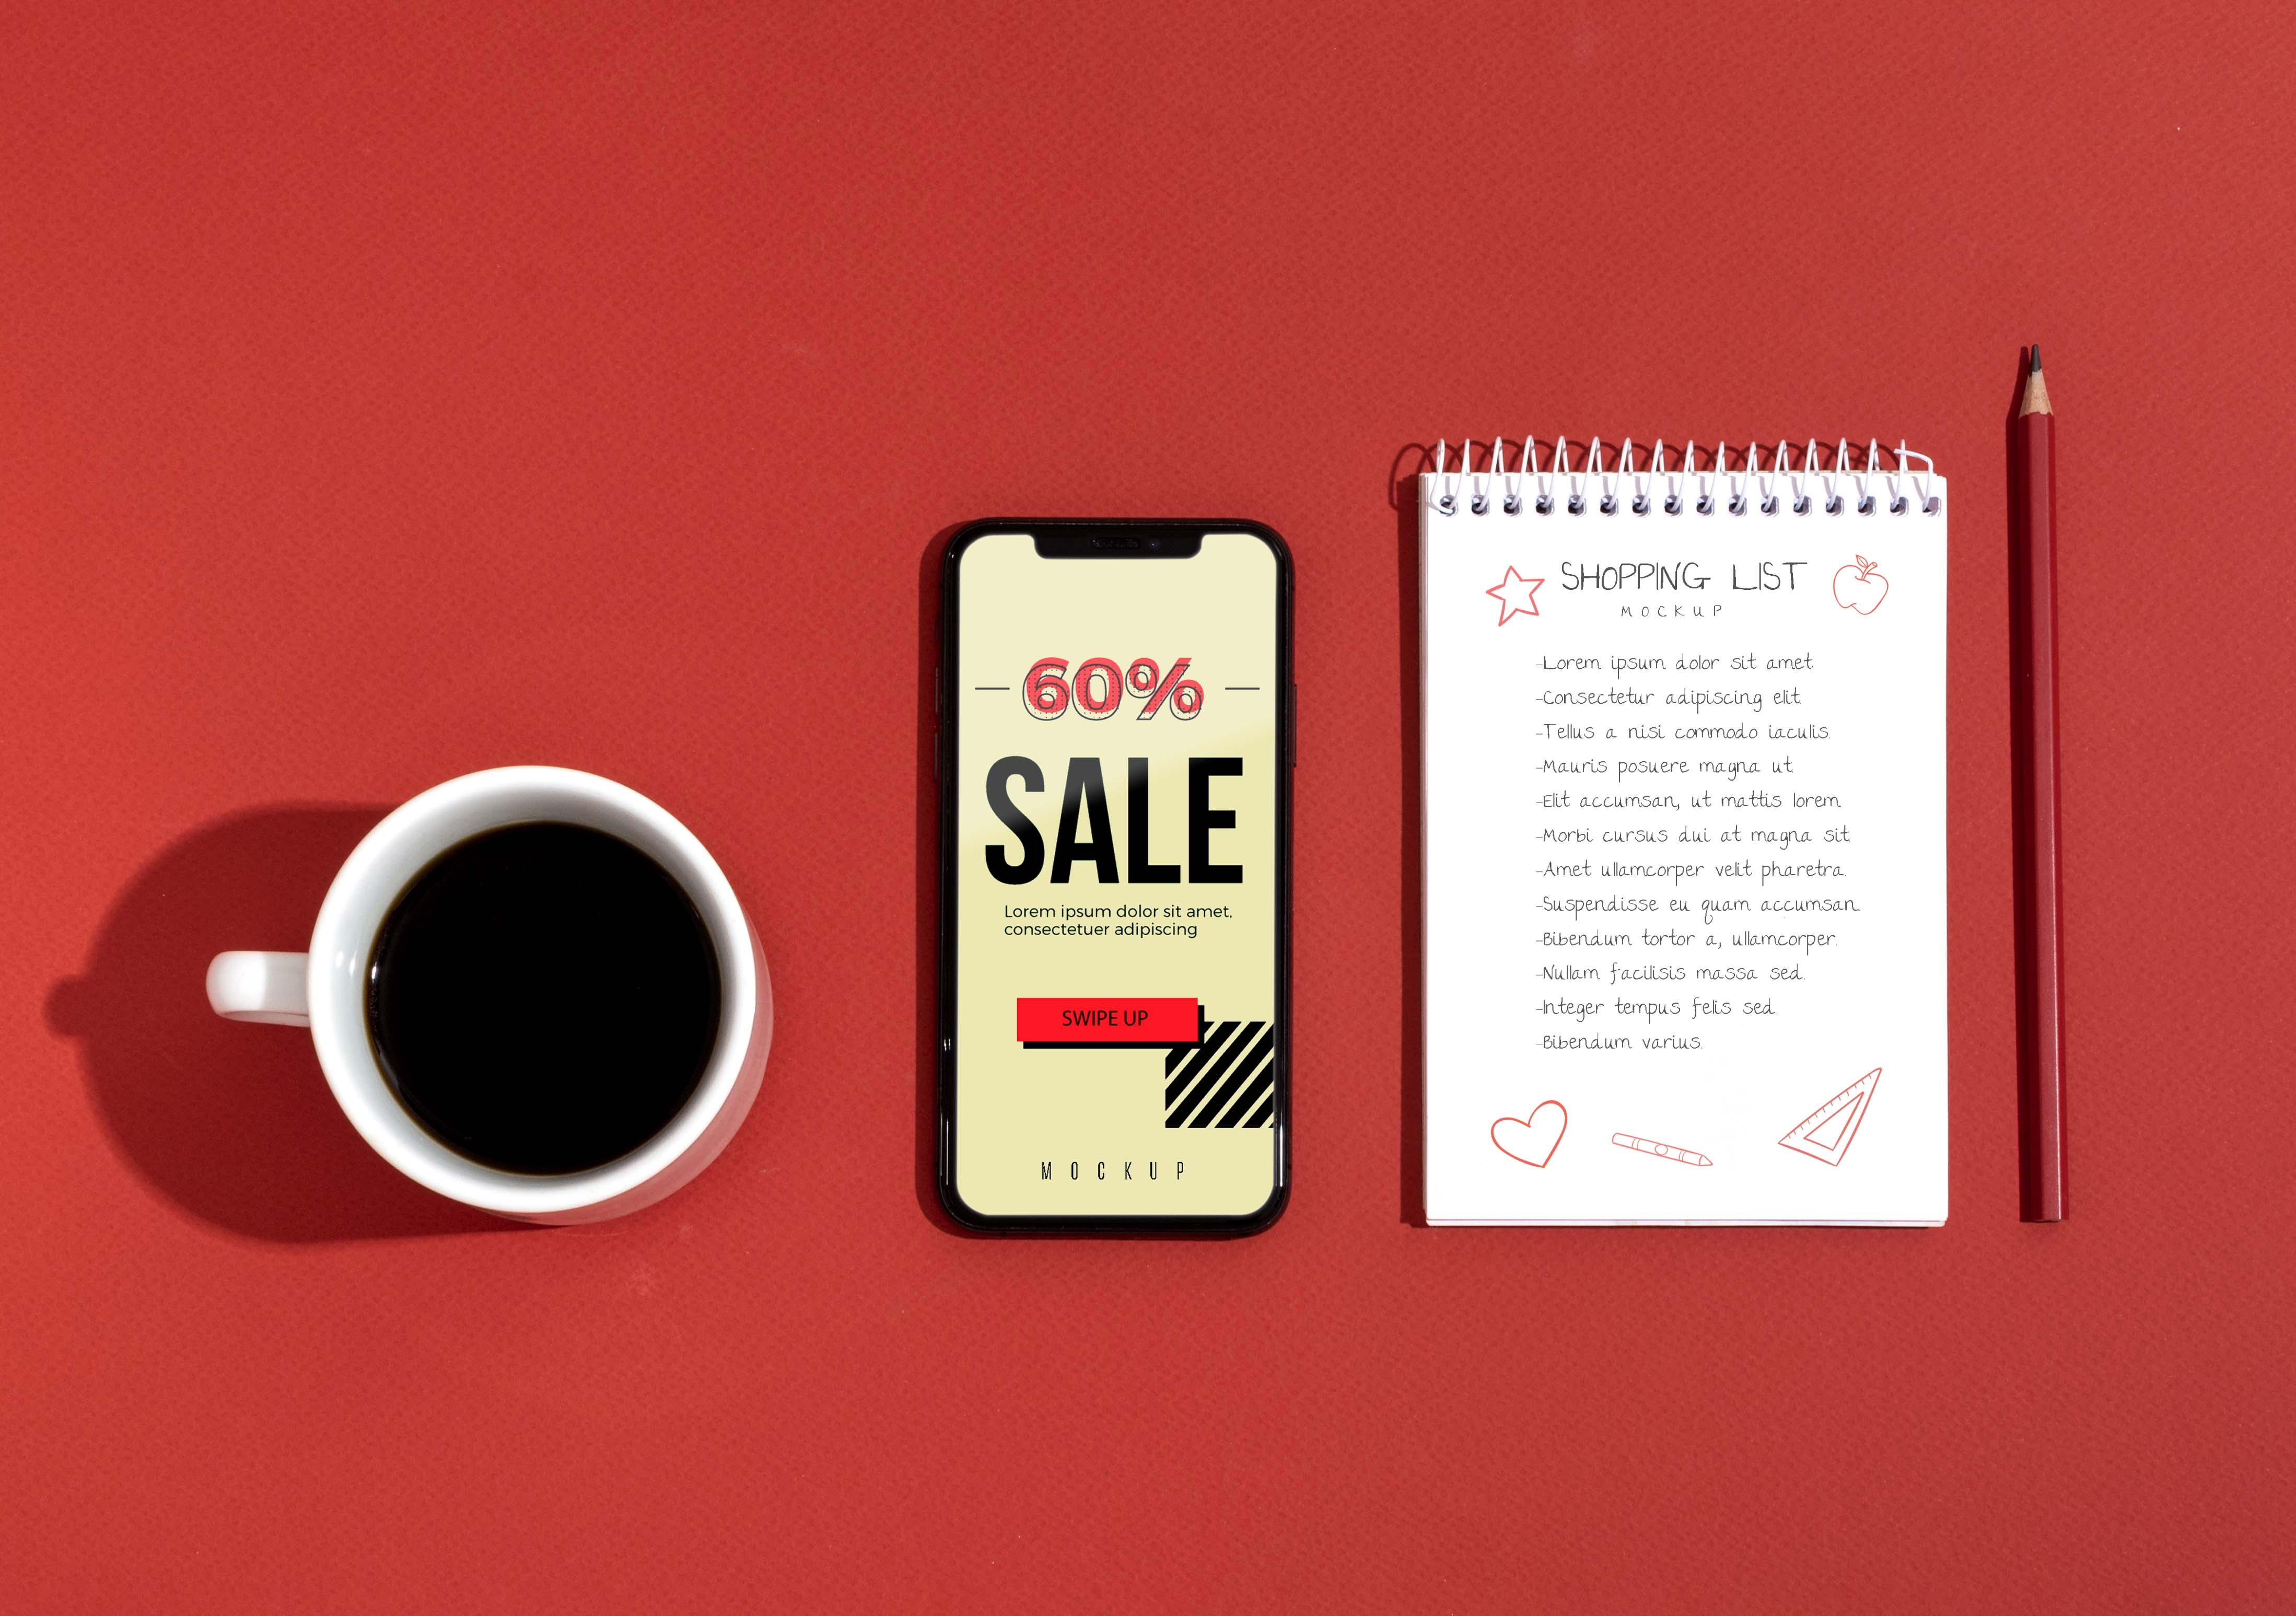 60%
SALE
Lorem ipsum dolor sit amet,
consectetuer adipiscing
SWIPE UP
MOCKUP
SHOPPING LIST
MOCKUP
-Lorem ipsum dolor sit amet
-Consectetur adipiscing elit.
-Tellus a nisi commodo iaculis.
-Mauris posuere magna ut
-Elit accumsan, ut mattis lorem
-Morbi cursus dui at magna sit
-Amet ullamcorper velit pharetra.
-Suspendisse eu quam accumsan
-Bibendum tortor a, ullamcorper.
-Nullam facilisis massa sed.
-Integer tempus felis sed.
-Bibendum varius.